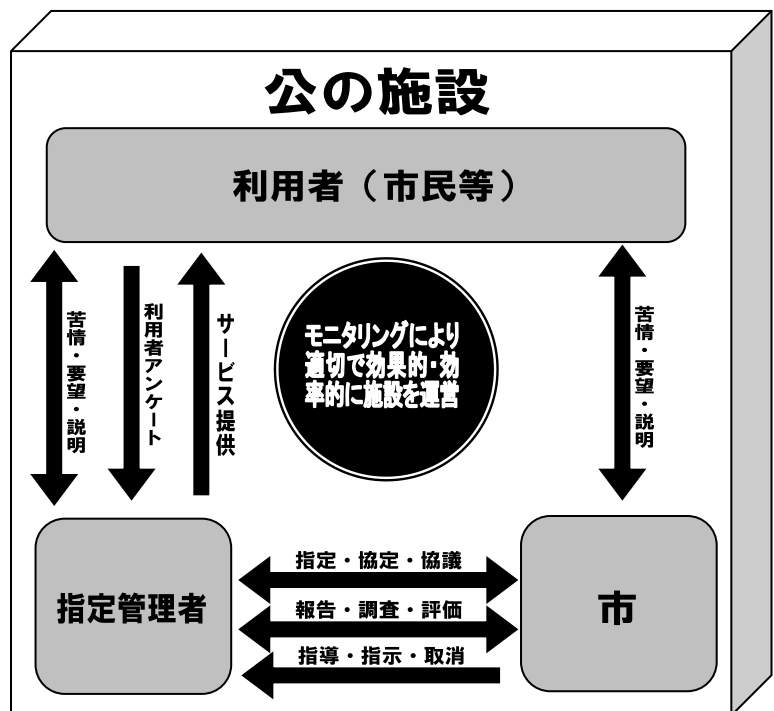 公の施設
利用者（市民等）
苦情・要望・説明
利用者アンケート
サービス提供
モニタリングにより
適切で効果的・効
率的に施設を運営
苦情・要望・説明
指定管理者
指定・協定・協議
報告・調査・評価
指導・指示・取消
市